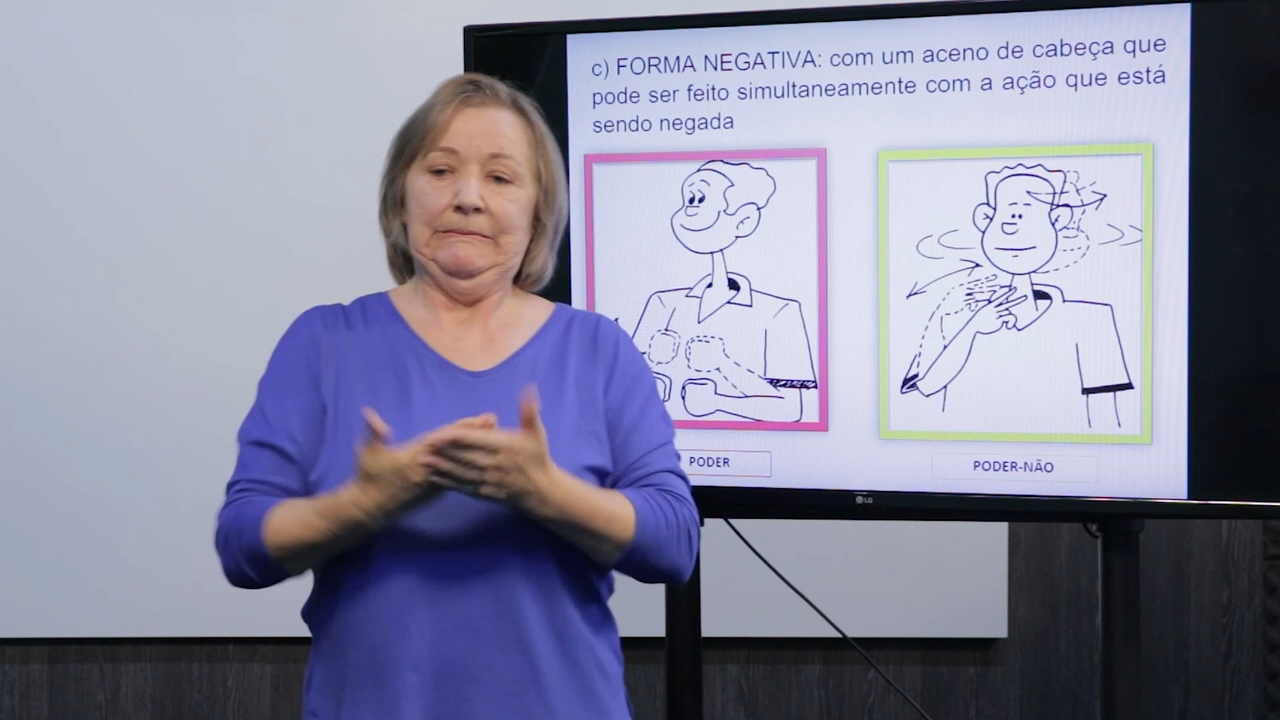 c) FORMA NEGATIVA: com um aceno de cabeça que
pode ser feito simultaneamente com a ação que está
sendo negada
PODER
PODER-NÃO
LG